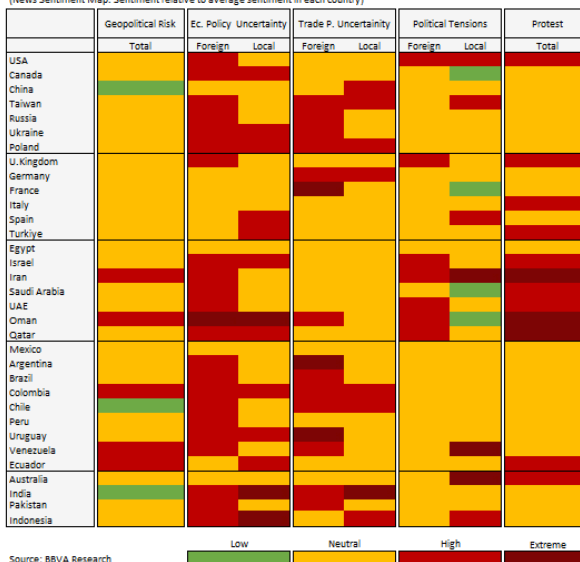 (News Sentiment Map. Sentiment relative to average sentiment in each country)
Geopolitical Risk Ec. Policy Uncertainty Trade P. Uncertainity Political Tensions Protest
Total Foreign Local Foreign Local Foreign Local Total
USA
Canada
China
Taiwan
Russia
Ukraine
Poland
U.Kingdom
Germany
France
Italy
Spain
Turkiye
Egypt
Israel
Iran
Saudi Arabia
UAE
Oman
Qatar
Mexico
Argentina
Brazil
Colombia
Chile
Peru
Uruguay
Venezuela
Ecuador
Australia
India
Pakistan
Indonesia
Low Neutral High Extreme
Source: BBVA Research